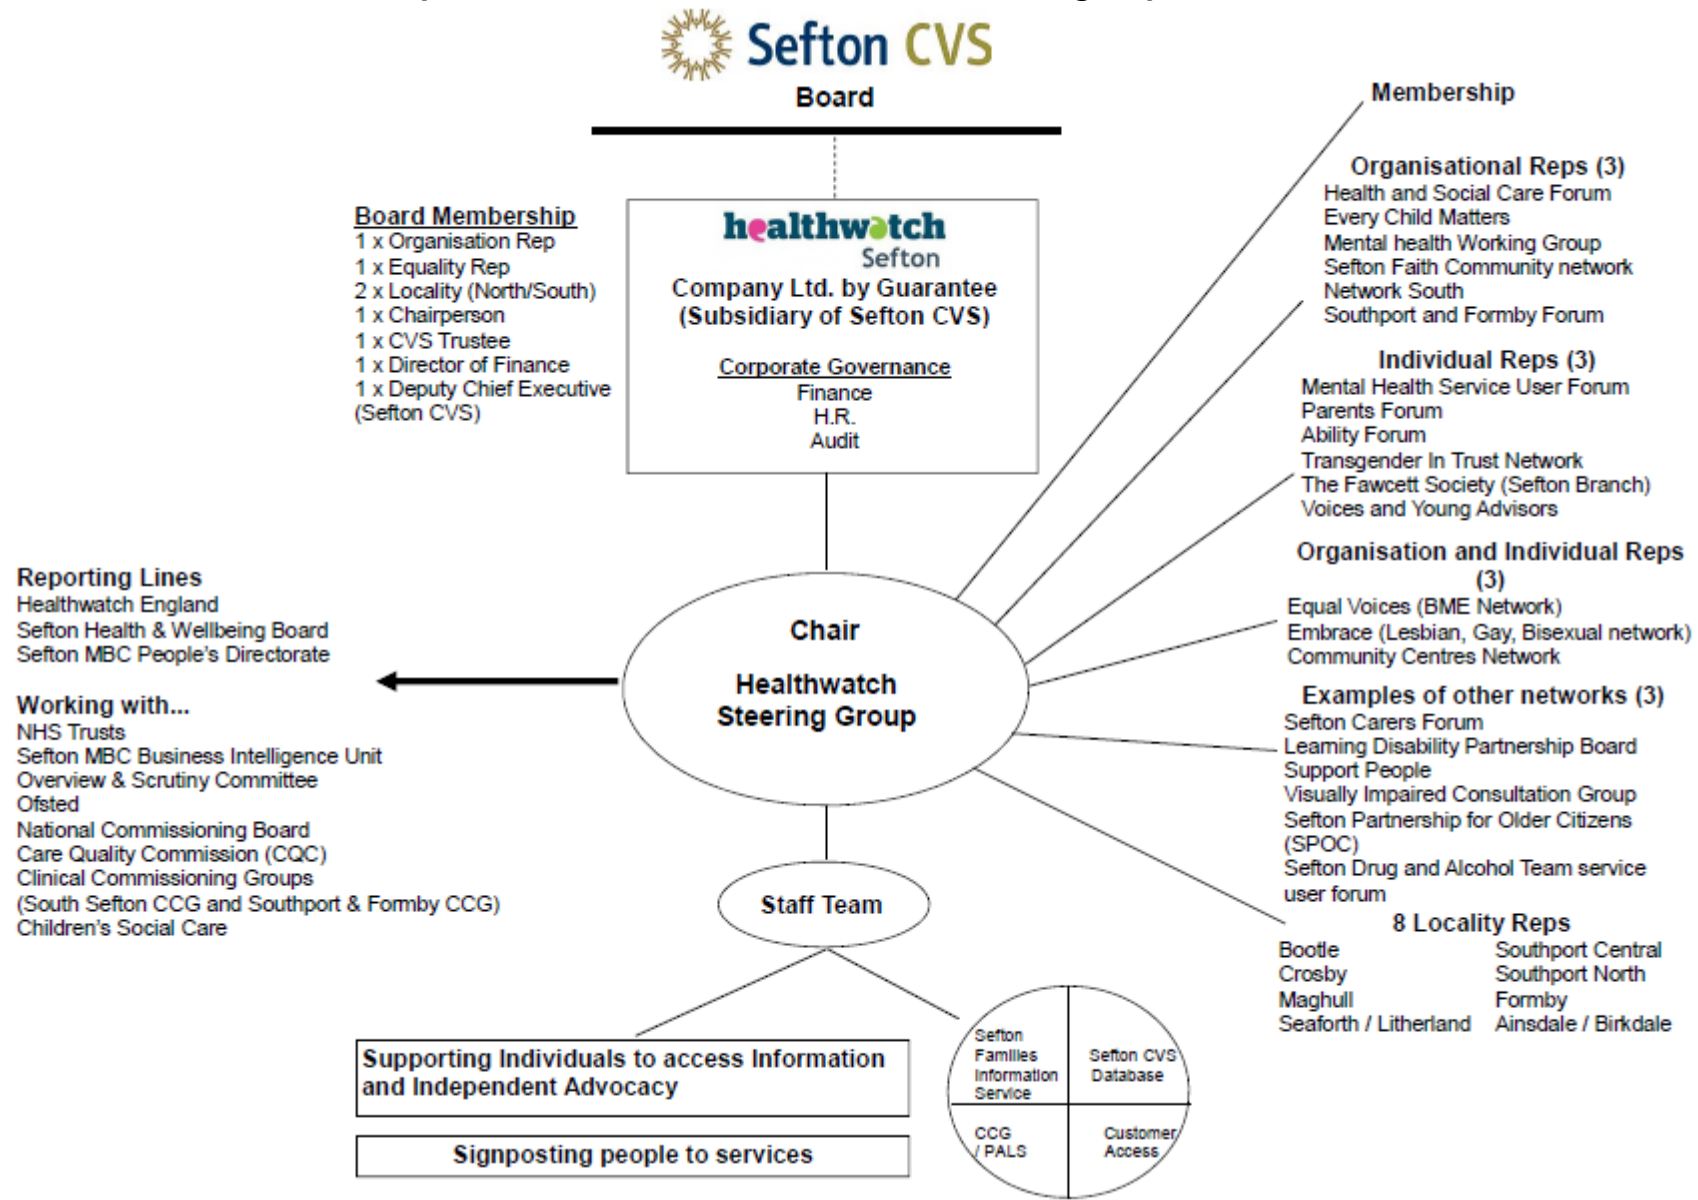 Sefton CVS
Board
Board Membership
1 x Organisation Rep
1 x Equality Rep
2 x Locality (North/South)
1 x Chairperson
1 x CVS Trustee
1 x Director of Finance
1 x Deputy Chief Executive
(Sefton CVS)
healthwatch
Sefton
Company Ltd. by Guarantee
(Subsidiary of Sefton CVS)
Corporate Governance
Finance
H.R.
Audit
Membership
Organisational Reps (3)
Health and Social Care Forum
Every Child Matters
Mental health Working Group
Sefton Faith Community network
Network South
Southport and Formby Forum
Individual Reps (3)
Mental Health Service User Forum
Parents Forum
Ability Forum
Transgender In Trust Network
The Fawcett Society (Sefton Branch)
Voices and Young Advisors
Organisation and Individual Reps
(3)
Equal Voices (BME Network)
Embrace (Lesbian, Gay, Bisexual network)
Community Centres Network
Examples of other networks (3)
Sefton Carers Forum
Learning Disability Partnership Board
Support People
Visually Impaired Consultation Group
Sefton Partnership for Older Citizens
(SPOC)
Sefton Drug and Alcohol Team service
user forum
8 Locality Reps
Bootle Southport Central
Crosby Southport North
Maghull Formby
Seaforth / Litherland Ainsdale / Birkdale
Reporting Lines
Healthwatch England
Sefton Health & Wellbeing Board
Sefton MBC People's Directorate
Working with...
NHS Trusts
Sefton MBC Business Intelligence Unit
Overview & Scrutiny Committee
Ofsted
National Commissioning Board
Care Quality Commission (CQC)
Clinical Commissioning Groups
(South Sefton CCG and Southport & Formby CCG)
Children's Social Care
Chair
Healthwatch
Steering Group
Staff Team
Supporting Individuals to access Information
and Independent Advocacy
Signposting people to services
Sefton
Families
Information
Service
Sefton CVS
Database
CCG
/ PALS
Customer
Access